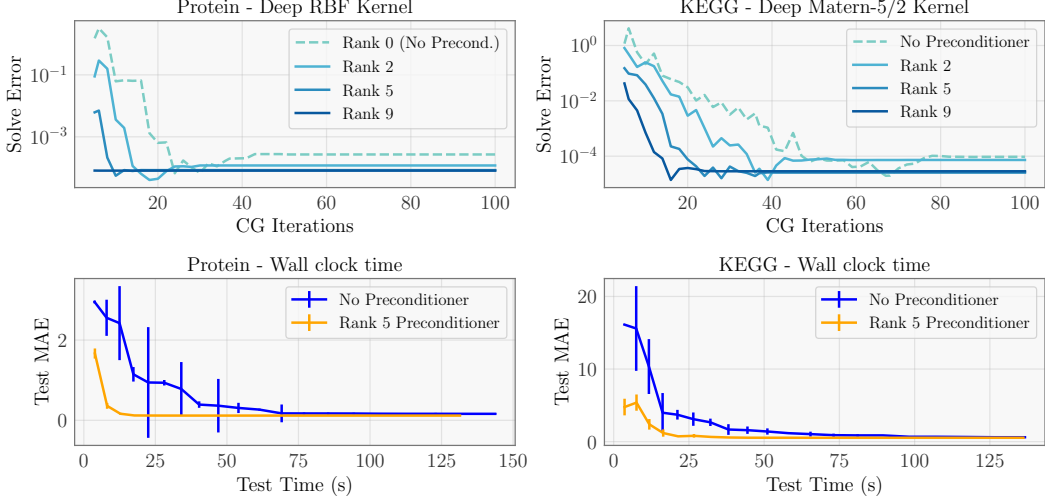 Protein - Deep RBF Kernel
Solve Error
10⁻¹
10⁻³
Rank 0 (No Precond.)
Rank 2
Rank 5
Rank 9
20 40 60 80 100
CG Iterations
KEGG - Deep Matern-5/2 Kernel
Solve Error
10⁰
10⁻²
10⁻⁴
No Preconditioner
Rank 2
Rank 5
Rank 9
20 40 60 80 100
CG Iterations
Protein - Wall clock time
Test MAE
2
0
No Preconditioner
Rank 5 Preconditioner
0 25 50 75 100 125 150
Test Time (s)
KEGG - Wall clock time
Test MAE
20
10
0
No Preconditioner
Rank 5 Preconditioner
0 25 50 75 100 125
Test Time (s)